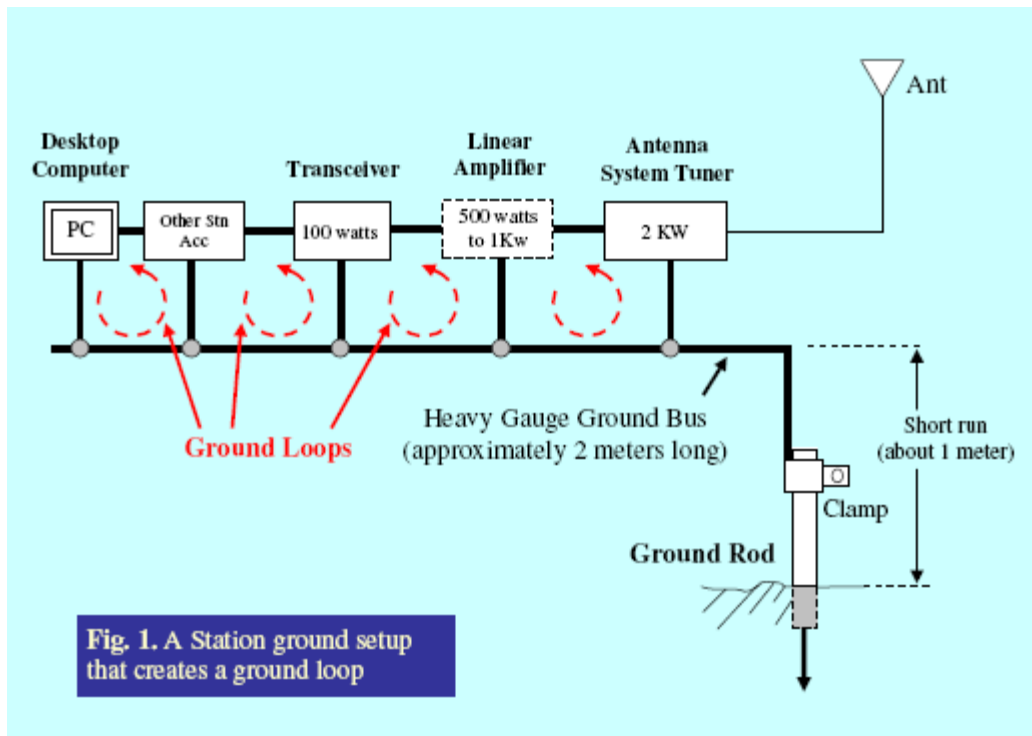 Ant
Desktop
Computer
Transceiver
Linear
Amplifier
Antenna
System Tuner
PC
Other Stn
Acc
100 watts
500 watts
to 1Kw
2 KW
Ground Loops
Heavy Gauge Ground Bus
(approximately 2 meters long)
Short run
(about 1 meter)
Clamp
Ground Rod
Fig. 1. A Station ground setup
that creates a ground loop